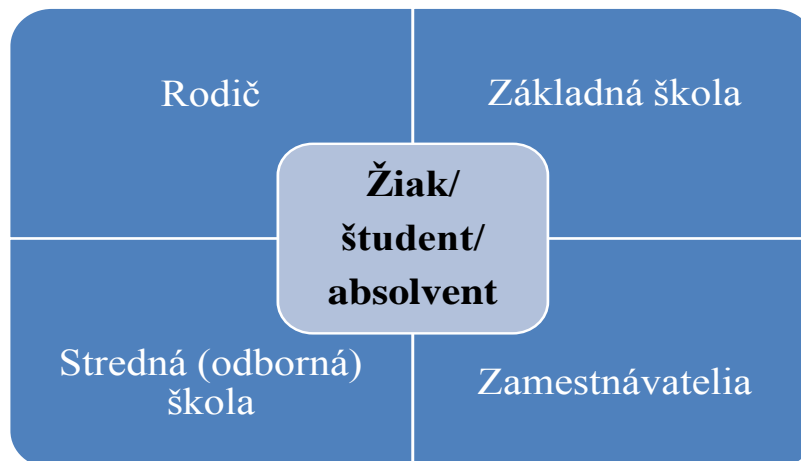 Rodič
Základná škola
Žiak/
študent/
absolvent
Stredná (odborná)
škola
Zamestnávatelia